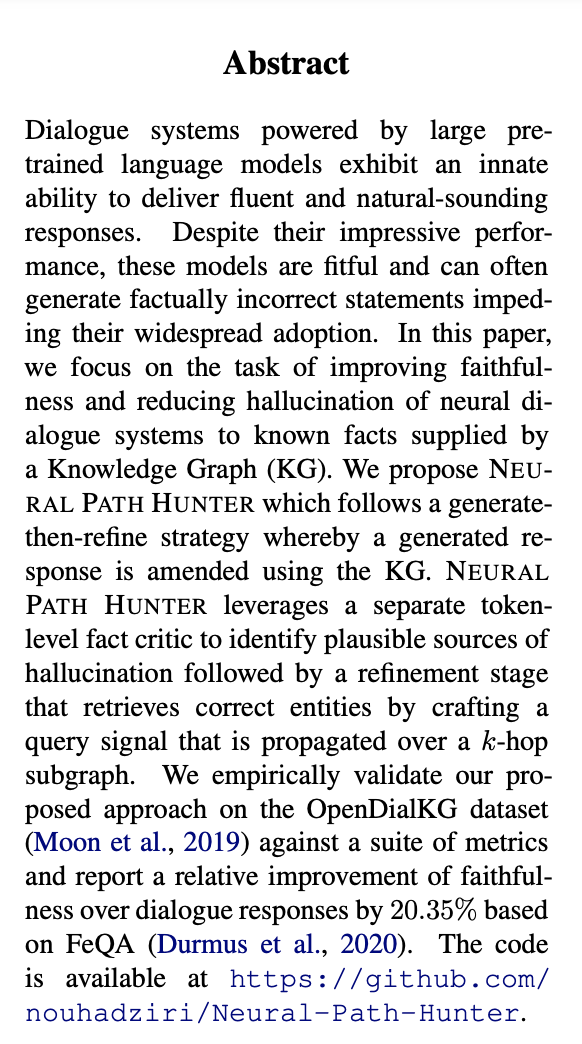 Abstract
Dialogue systems powered by large pre-
trained language models exhibit an innate
ability to deliver fluent and natural-sounding
responses. Despite their impressive perfor-
mance, these models are fitful and can often
generate factually incorrect statements imped-
ing their widespread adoption. In this paper,
we focus on the task of improving faithful-
ness and reducing hallucination of neural di-
alogue systems to known facts supplied by
a Knowledge Graph (KG). We propose NEU-
RAL PATH HUNTER which follows a generate-
then-refine strategy whereby a generated re-
sponse is amended using the KG. NEURAL
PATH HUNTER leverages a separate token-
level fact critic to identify plausible sources of
hallucination followed by a refinement stage
that retrieves correct entities by crafting a
query signal that is propagated over a k-hop
subgraph. We empirically validate our pro-
posed approach on the OpenDialKG dataset
(Moon et al., 2019) against a suite of metrics
and report a relative improvement of faithful-
ness over dialogue responses by 20.35% based
on FeQA (Durmus et al., 2020). The code
is available at https://github.com/
nouhadziri/Neural-Path-Hunter.